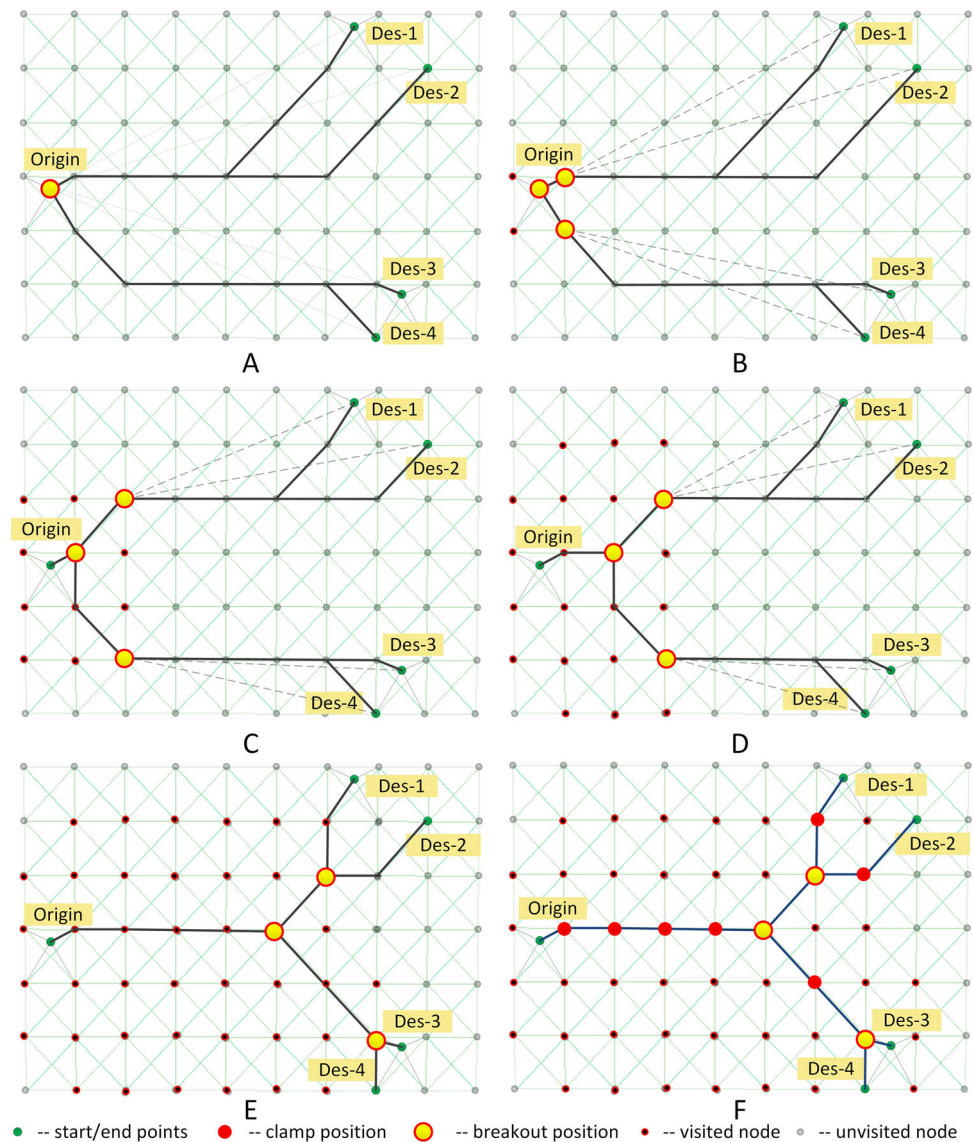 Des-1
Des-1
Des-2
Des-2
Origin
Origin
Des-3
Des-3
Des-4
Des-4
A
B
Des-1
Des-1
Des-2
Des-2
Origin
Origin
Des-3
Des-3
Des-4
Des-4
C
D
Des-1
Des-1
Des-2
Des-2
Origin
Origin
Des-3
Des-3
Des-4
Des-4
E
F
-- start/end points -- clamp position -- breakout position -- visited node -- unvisited node